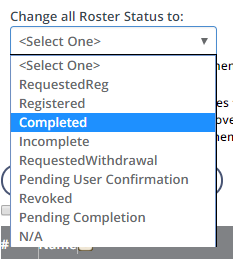 Change all Roster Status to:
<Select One>
<Select One>
RequestedReg
Registered
Completed
Incomplete
RequestedWithdrawal
Pending User Confirmation
Revoked
Pending Completion
N/A
# Name